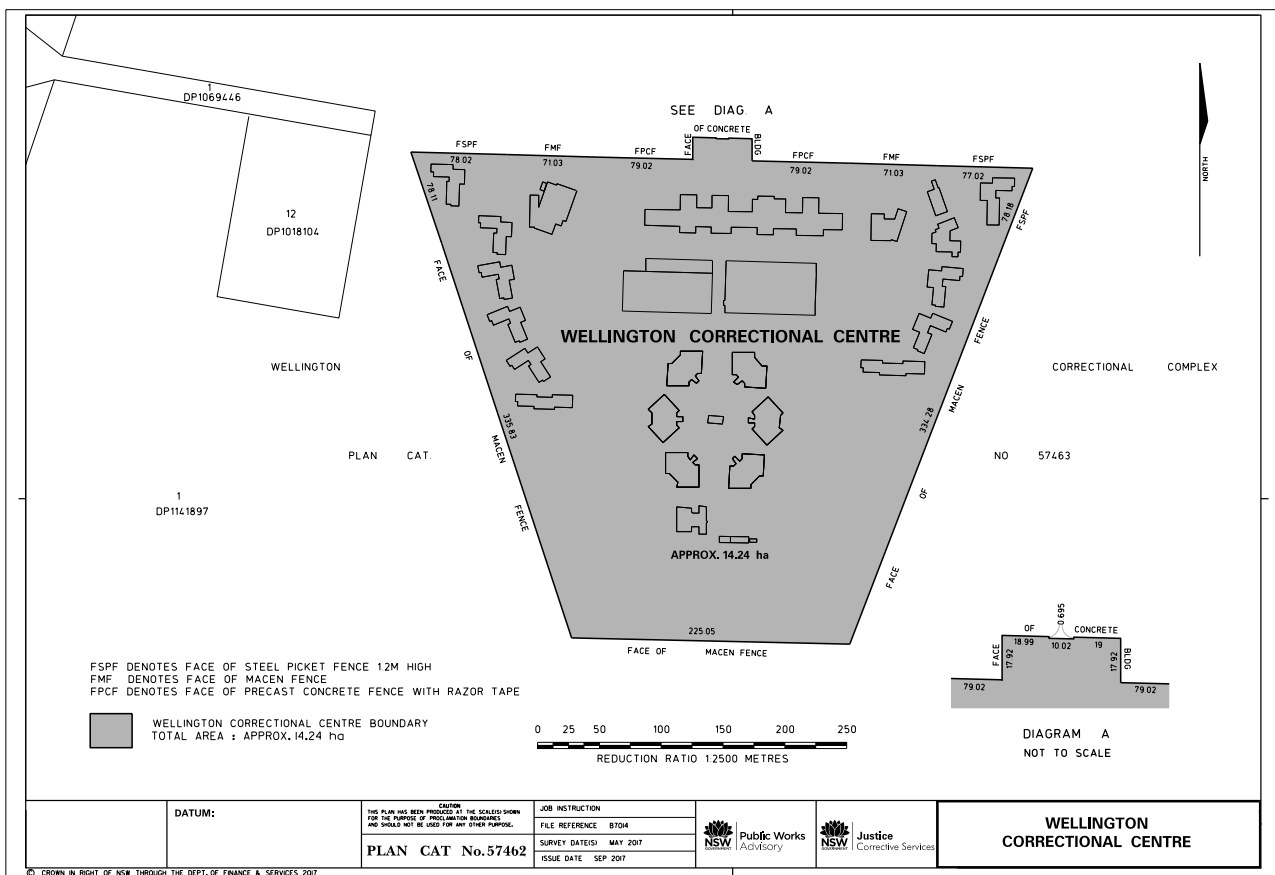 1
DP1069446
SEE DIAG. A
OF CONCRETE
FACE
BLDG
FSPF
FMF
FPCF
FPCF
FMF
FSPF
78.02
71.03
79.02
79.02
71.03
77.02
78.11
78.18
FSPF
NORTH
12
DP1018104
FACE
OF
MACEN
FENCE
335.83
FENCE
MACEN
OF
FACE
334.28
WELLINGTON CORRECTIONAL CENTRE
WELLINGTON
CORRECTIONAL COMPLEX
PLAN CAT.
NO 57463
1
DP1141897
APPROX. 14.24 ha
225.05
FACE OF MACEN FENCE
0.695
OF CONCRETE
18.99 10.02 19
FACE
17.92
17.92
BLDG
79.02
79.02
DIAGRAM A
NOT TO SCALE
FSPF DENOTES FACE OF STEEL PICKET FENCE 1.2M HIGH
FMF DENOTES FACE OF MACEN FENCE
FPCF DENOTES FACE OF PRECAST CONCRETE FENCE WITH RAZOR TAPE
WELLINGTON CORRECTIONAL CENTRE BOUNDARY
TOTAL AREA : APPROX. 14.24 ha
0 25 50 100 150 200 250
REDUCTION RATIO 1:2500 METRES
DATUM:
CAUTION
THIS PLAN HAS BEEN PRODUCED AT THE SCALE(S) SHOWN
FOR THE PURPOSE OF PROCLAMATION BOUNDARIES
AND SHOULD NOT BE USED FOR ANY OTHER PURPOSE.
PLAN CAT No.57462
JOB INSTRUCTION
FILE REFERENCE B7014
SURVEY DATE(S) MAY 2017
ISSUE DATE SEP 2017
NSW
GOVERNMENT
Public Works
Advisory
NSW
GOVERNMENT
Justice
Corrective Services
WELLINGTON
CORRECTIONAL CENTRE
© CROWN IN RIGHT OF NSW THROUGH THE DEPT. OF FINANCE & SERVICES 2017